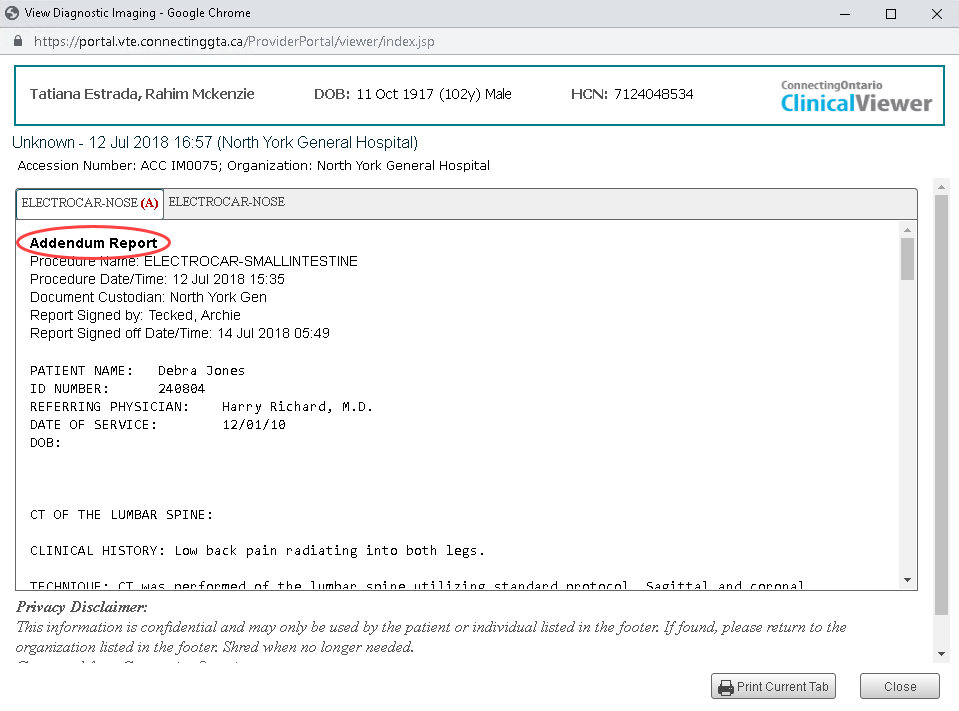 View Diagnostic Imaging - Google Chrome
https://portal.vte.connectinggta.ca/ProviderPortal/viewer/index.jsp
Tatiana Estrada, Rahim Mckenzie DOB: 11 Oct 1917 (102y) Male HCN: 7124048534
ConnectingOntario
ClinicalViewer
Unknown - 12 Jul 2018 16:57 (North York General Hospital)
Accession Number: ACC IM0075; Organization: North York General Hospital
ELECTROCAR-NOSE (A) ELECTROCAR-NOSE
Addendum Report
Procedure Name: ELECTROCAR-SMALLINTESTINE
Procedure Date/Time: 12 Jul 2018 15:35
Document Custodian: North York Gen
Report Signed by: Tecked, Archie
Report Signed off Date/Time: 14 Jul 2018 05:49
PATIENT NAME: Debra Jones
ID NUMBER: 240804
REFERRING PHYSICIAN: Harry Richard, M.D.
DATE OF SERVICE: 12/01/10
DOB:
CT OF THE LUMBAR SPINE:
CLINICAL HISTORY: Low back pain radiating into both legs.
TECHNIQUE: CT was performed of the lumbar spine utilizing standard protocol. Sagittal and coronal
Privacy Disclaimer:
This information is confidential and may only be used by the patient or individual listed in the footer. If found, please return to the
organization listed in the footer. Shred when no longer needed.
Print Current Tab Close